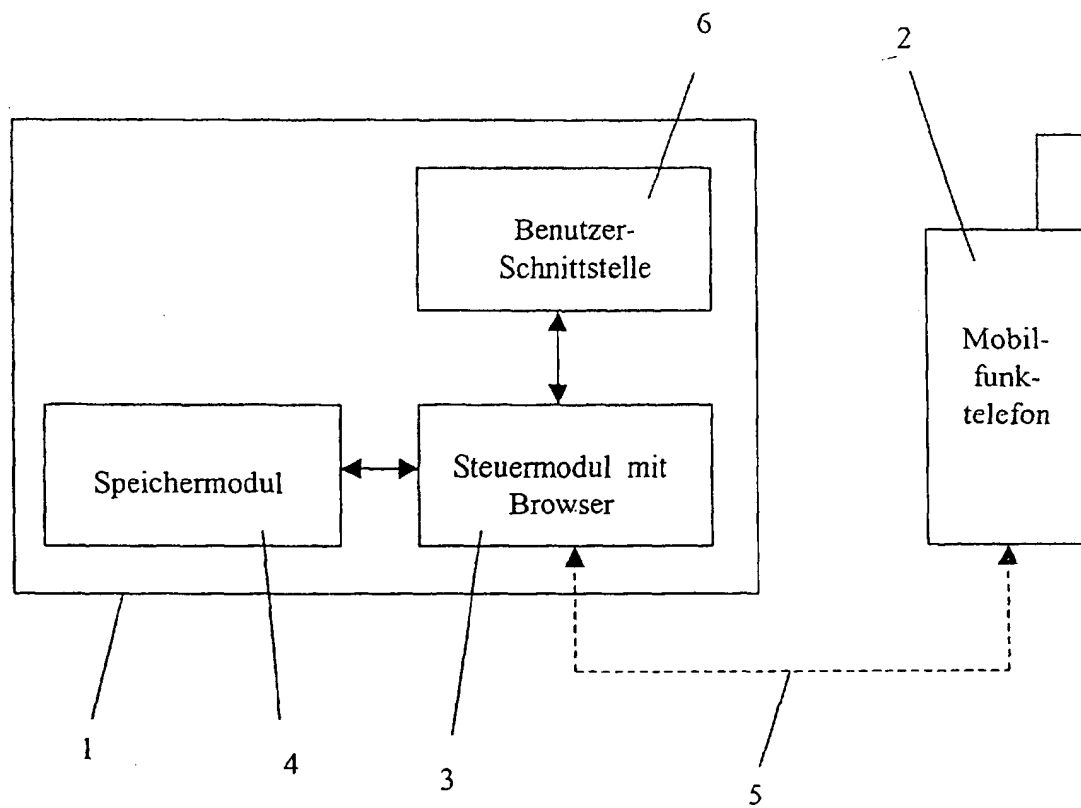 6
2
Benutzer-
Schnittstelle
Mobil-
funk-
telefon
Speichermodul
Steuermodul mit
Browser
1
4
3
5